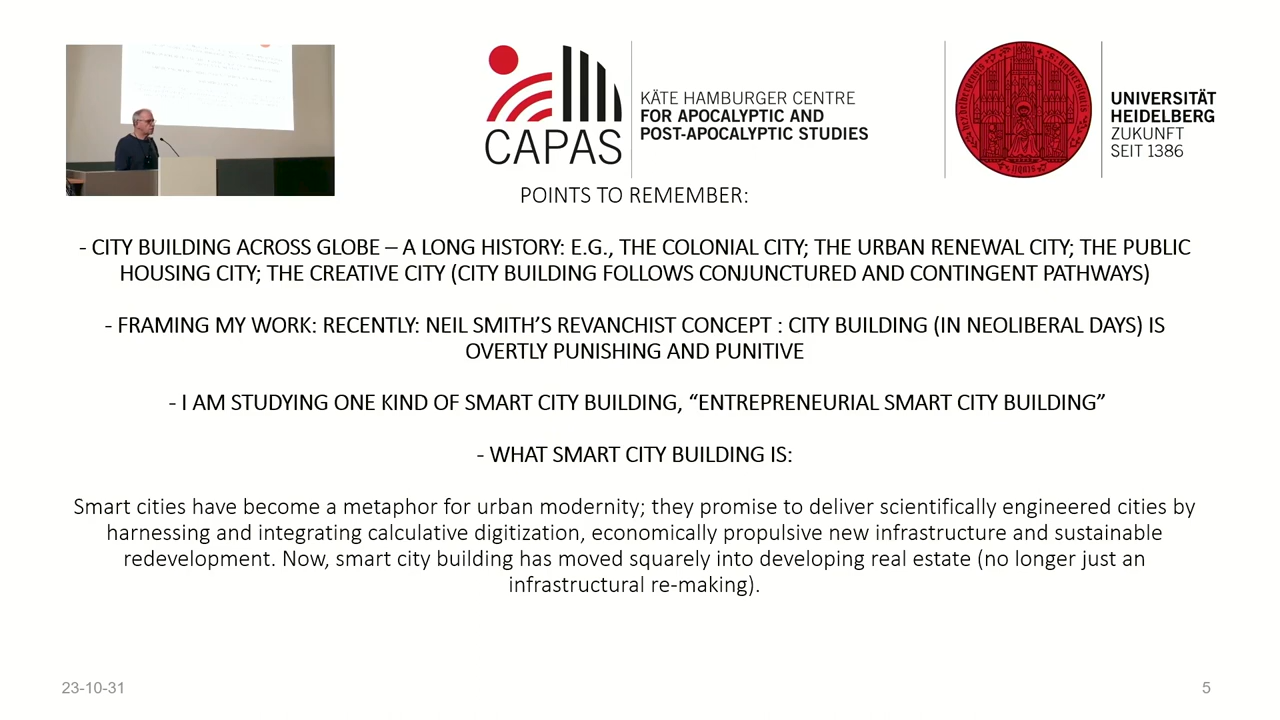 CAPAS
KÄTE HAMBURGER CENTRE
FOR APOCALYPTIC AND
POST-APOCALYPTIC STUDIES
UNIVERSITÄT
HEIDELBERG
ZUKUNFT
SEIT 1386
POINTS TO REMEMBER:
- CITY BUILDING ACROSS GLOBE – A LONG HISTORY: E.G., THE COLONIAL CITY; THE URBAN RENEWAL CITY; THE PUBLIC
HOUSING CITY; THE CREATIVE CITY (CITY BUILDING FOLLOWS CONJUNCTURED AND CONTINGENT PATHWAYS)
- FRAMING MY WORK: RECENTLY: NEIL SMITH’S REVANCHIST CONCEPT : CITY BUILDING (IN NEOLIBERAL DAYS) IS
OVERTLY PUNISHING AND PUNITIVE
- I AM STUDYING ONE KIND OF SMART CITY BUILDING, “ENTREPRENEURIAL SMART CITY BUILDING”
- WHAT SMART CITY BUILDING IS:
Smart cities have become a metaphor for urban modernity; they promise to deliver scientifically engineered cities by
harnessing and integrating calculative digitization, economically propulsive new infrastructure and sustainable
redevelopment. Now, smart city building has moved squarely into developing real estate (no longer just an
infrastructural re-making).
23-10-31
5